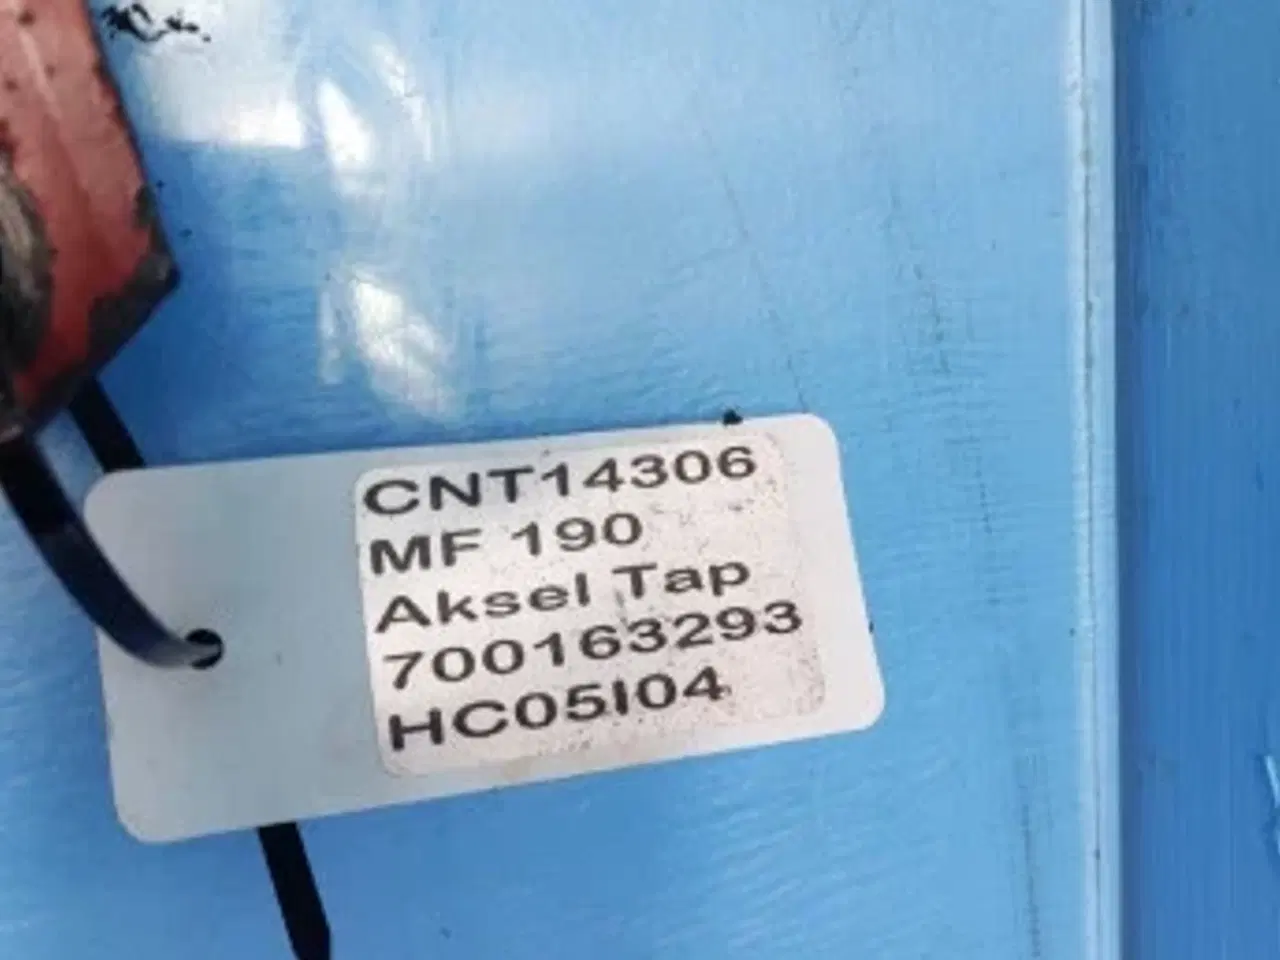 CNT14306
MF 190
Aksel Tap
700163293
HC05I04